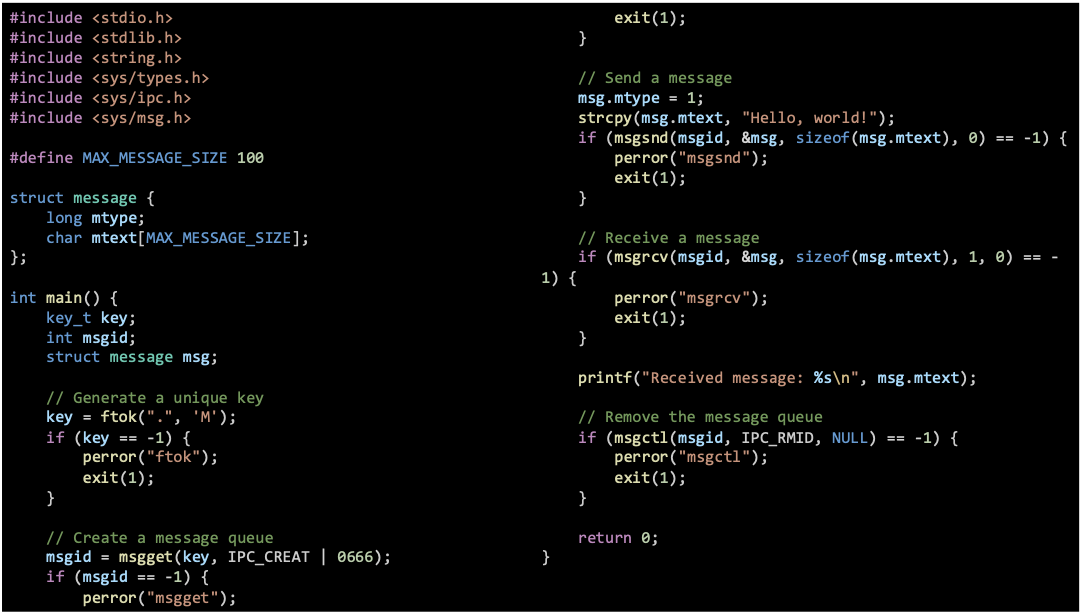 #include <stdio.h>
#include <stdlib.h>
#include <string.h>
#include <sys/types.h>
#include <sys/ipc.h>
#include <sys/msg.h>

#define MAX_MESSAGE_SIZE 100

struct message {
    long mtype;
    char mtext[MAX_MESSAGE_SIZE];
};

int main() {
    key_t key;
    int msgid;
    struct message msg;

    // Generate a unique key
    key = ftok(".", 'M');
    if (key == -1) {
        perror("ftok");
        exit(1);
    }

    // Create a message queue
    msgid = msgget(key, IPC_CREAT | 0666);
    if (msgid == -1) {
        perror("msgget");
        exit(1);
    }

    // Send a message
    msg.mtype = 1;
    strcpy(msg.mtext, "Hello, world!");
    if (msgsnd(msgid, &msg, sizeof(msg.mtext), 0) == -1) {
        perror("msgsnd");
        exit(1);
    }

    // Receive a message
    if (msgrcv(msgid, &msg, sizeof(msg.mtext), 1, 0) == -
1) {
        perror("msgrcv");
        exit(1);
    }

    printf("Received message: %s\n", msg.mtext);

    // Remove the message queue
    if (msgctl(msgid, IPC_RMID, NULL) == -1) {
        perror("msgctl");
        exit(1);
    }

    return 0;
}